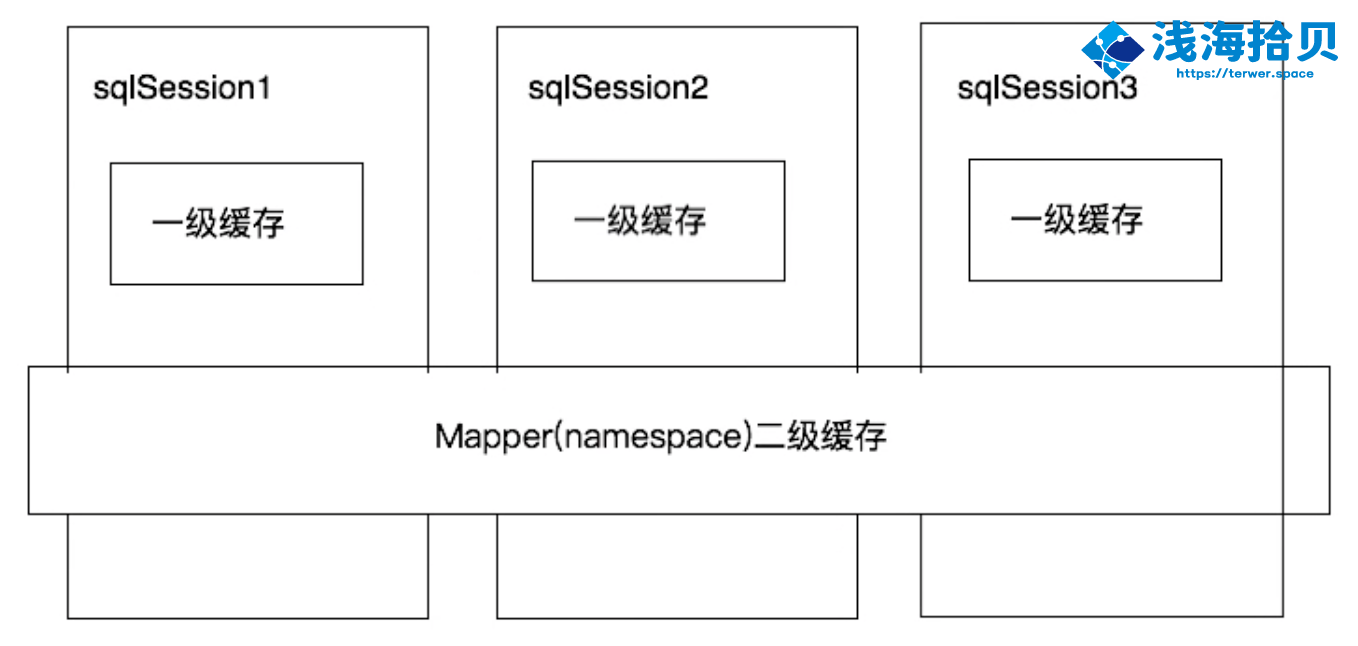 浅海拾贝
https://terwer.space
sqlSession1
sqlSession2
sqlSession3
一级缓存
一级缓存
一级缓存
Mapper(namespace)二级缓存